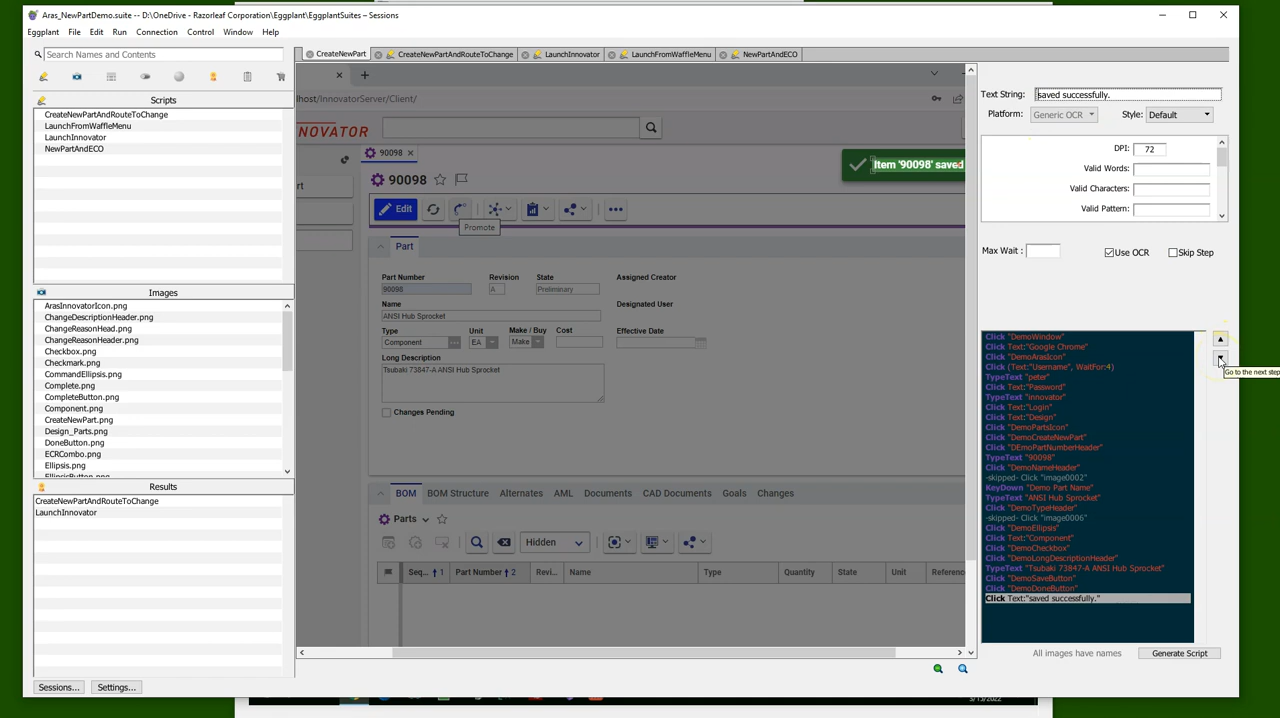 Aras_NewPartDemo.suite -- D:\OneDrive - Razorleaf Corporation\Eggplant\EggplantSuites – Sessions
Eggplant File Edit Run Connection Control Window Help
Search Names and Contents
Scripts
CreateNewPartAndRouteToChange
LaunchFromWaffleMenu
LaunchInnovator
NewPartAndECO
Images
ArasInnovatorIcon.png
ChangeDescriptionHeader.png
ChangeReasonHead.png
ChangeReasonHeader.png
Checkbox.png
Checkmark.png
CommandEllipsis.png
Complete.png
CompleteButton.png
Component.png
CreateNewPart.png
Design_Parts.png
DoneButton.png
ECRCombo.png
Ellipsis.png
EllipsisButton.png
Results
CreateNewPartAndRouteToChange
LaunchInnovator
Sessions... Settings...
CreateNewPart CreateNewPartAndRouteToChange LaunchInnovator LaunchFromWaffleMenu NewPartAndECO
lhost/InnovatorServer/Client/
NOVATOR
90098
rt
90098
Item '90098' saved
Edit
Promote
Part
Part Number Revision State Assigned Creator
90098 A Preliminary
Name Designated User
ANSI Hub Sprocket
Type Unit Make / Buy Cost Effective Date
Component EA Make
Long Description
Tsubaki 73847-A ANSI Hub Sprocket
Changes Pending
BOM BOM Structure Alternates AML Documents CAD Documents Goals Changes
Parts
Hidden
Seq... 1 Part Number 2 Revi... Name Type Quantity State Unit Reference
Text String: saved successfully.
Platform: Generic OCR Style: Default
DPI: 72
Valid Words:
Valid Characters:
Valid Pattern:
Max Wait : Use OCR Skip Step
Click "DemoWindow"
Click Text:"Google Chrome"
Click "DemoArasIcon"
Click (Text:"Username", WaitFor:4)
TypeText "peter"
Click Text:"Password"
TypeText "innovator"
Click Text:"Login"
Click Text:"Design"
Click "DemoPartsIcon"
Click "DemoCreateNewPart"
Click "DEmoPartNumberHeader"
TypeText "90098"
Click "DemoNameHeader"
-skipped- Click "image0002"
KeyDown "Demo Part Name"
TypeText "ANSI Hub Sprocket"
Click "DemoTypeHeader"
-skipped- Click "image0006"
Click "DemoEllipsis"
Click Text:"Component"
Click "DemoCheckbox"
Click "DemoLongDescriptionHeader"
TypeText "Tsubaki 73847-A ANSI Hub Sprocket"
Click "DemoSaveButton"
Click "DemoDoneButton"
Click Text:"saved successfully."
Go to the next step
All images have names Generate Script
3/15/2022